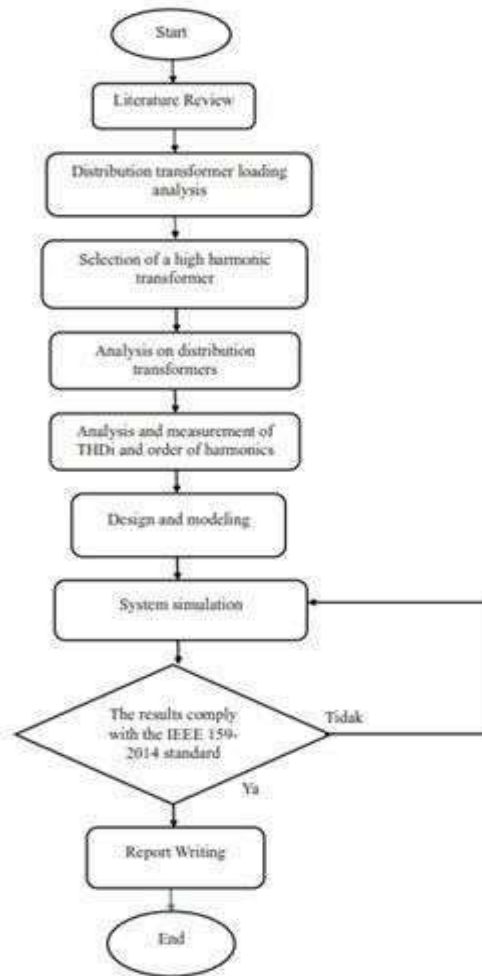 Start
Literature Review
Distribution transformer loading
analysis
Selection of a high harmonic
transformer
Analysis on distribution
transformers
Analysis and measurement of
THDi and order of harmonics
Design and modeling
System simulation
The results comply
with the IEEE 159-
2014 standard
Tidak
Ya
Report Writing
End